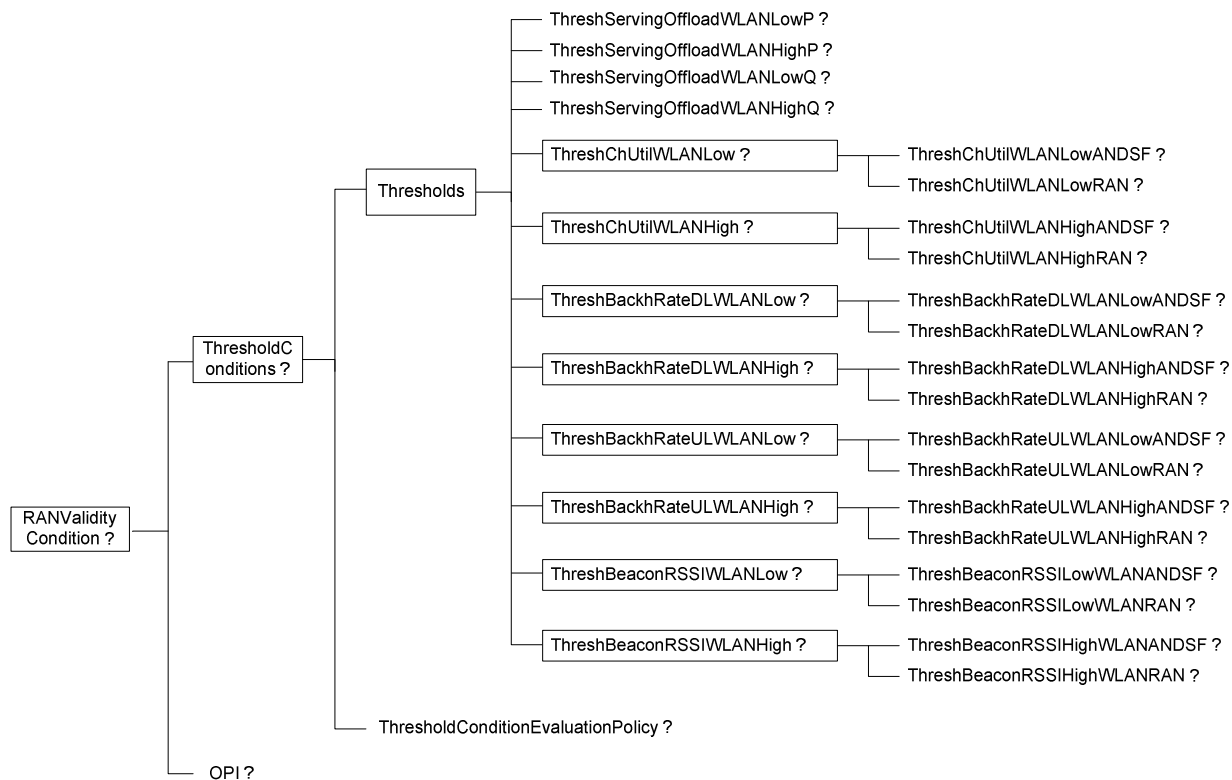 ThreshServingOffloadWLANLowP ?
ThreshServingOffloadWLANHighP ?
ThreshServingOffloadWLANLowQ ?
ThreshServingOffloadWLANHighQ ?
ThreshChUtilWLANLow ?
ThreshChUtilWLANLowANDSF ?
ThreshChUtilWLANLowRAN ?
Thresholds
ThreshChUtilWLANHigh ?
ThreshChUtilWLANHighANDSF ?
ThreshChUtilWLANHighRAN ?
ThreshBackhRateDLWLANLow ?
ThreshBackhRateDLWLANLowANDSF ?
ThreshBackhRateDLWLANLowRAN ?
ThresholdC
onditions ?
ThreshBackhRateDLWLANHigh ?
ThreshBackhRateDLWLANHighANDSF ?
ThreshBackhRateDLWLANHighRAN ?
ThreshBackhRateULWLANLow ?
ThreshBackhRateULWLANLowANDSF ?
ThreshBackhRateULWLANLowRAN ?
RANValidity
Condition ?
ThreshBackhRateULWLANHigh ?
ThreshBackhRateULWLANHighANDSF ?
ThreshBackhRateULWLANHighRAN ?
ThreshBeaconRSSIWLANLow ?
ThreshBeaconRSSILowWLANANDSF ?
ThreshBeaconRSSILowWLANRAN ?
ThreshBeaconRSSIWLANHigh ?
ThreshBeaconRSSIHighWLANANDSF ?
ThreshBeaconRSSIHighWLANRAN ?
ThresholdConditionEvaluationPolicy ?
OPI ?